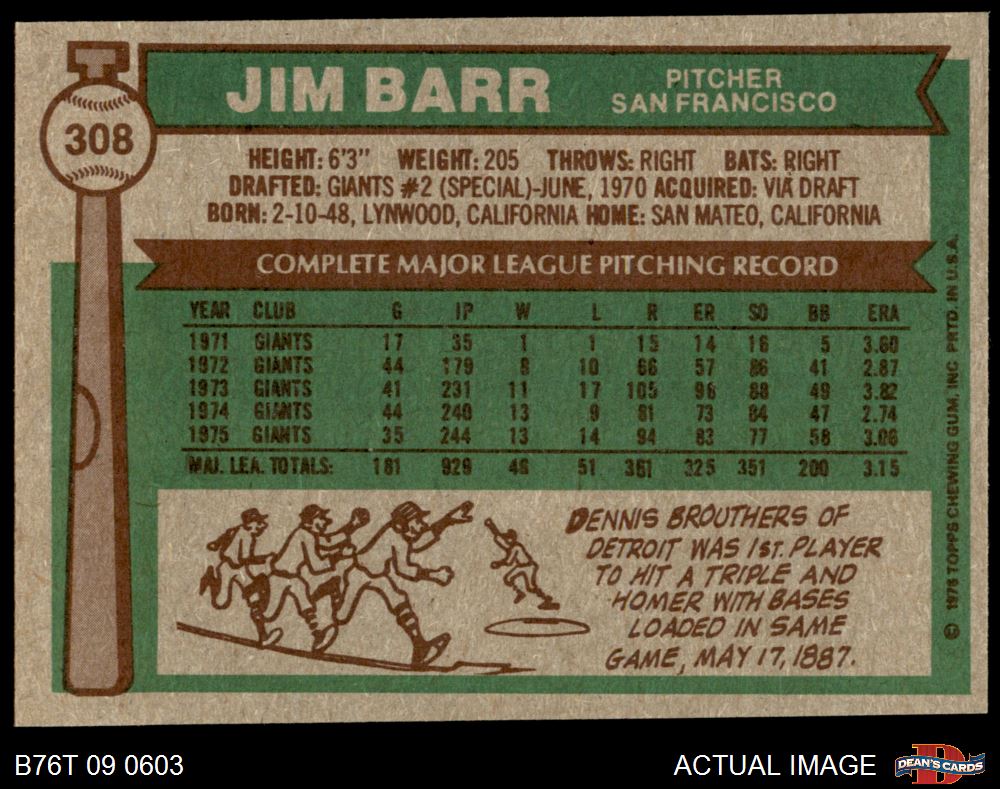 308
JIM BARR
PITCHER
SAN FRANCISCO
HEIGHT: 6'3" WEIGHT: 205 THROWS: RIGHT BATS: RIGHT
DRAFTED: GIANTS #2 (SPECIAL)-JUNE, 1970 ACQUIRED: VIA DRAFT
BORN: 2-10-48, LYNWOOD, CALIFORNIA HOME: SAN MATEO, CALIFORNIA
COMPLETE MAJOR LEAGUE PITCHING RECORD
YEAR CLUB G IP W L R ER SO BB ERA
1971 GIANTS 17 35 1 1 15 14 16 5 3.60
1972 GIANTS 44 179 8 10 66 57 86 41 2.87
1973 GIANTS 41 231 11 17 105 98 88 49 3.82
1974 GIANTS 44 240 13 9 81 73 84 47 2.74
1975 GIANTS 35 244 13 14 94 83 77 58 3.06
MAJ. LEA. TOTALS: 181 929 46 51 361 325 351 200 3.15
DENNIS BROUTHERS OF
DETROIT WAS 1ST. PLAYER
TO HIT A TRIPLE AND
HOMER WITH BASES
LOADED IN SAME
GAME, MAY 17, 1887.
© 1976 TOPPS CHEWING GUM, INC. PRTD. IN U.S.A.
B76T 09 0603
ACTUAL IMAGE
D
DEAN'S CARDS